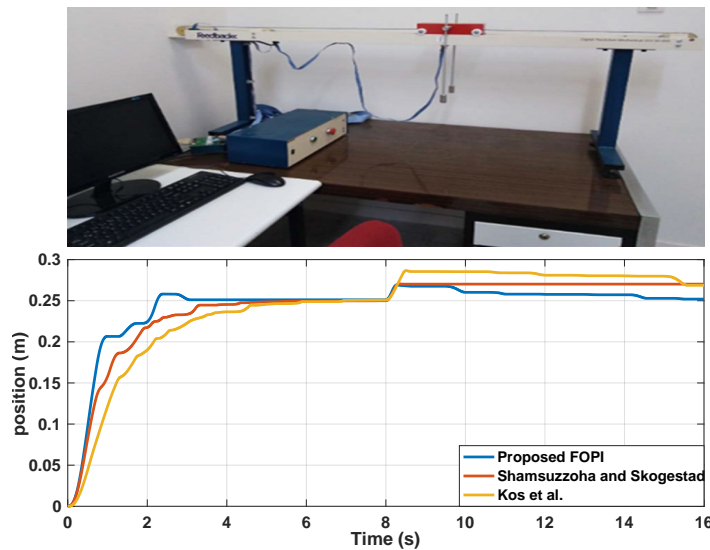 Feedback
0.3
0.25
0.2
0.15
0.1
0.05
0
position (m)
0 2 4 6 8 10 12 14 16
Time (s)
Proposed FOPI
Shamsuzzoha and Skogestad
Kos et al.